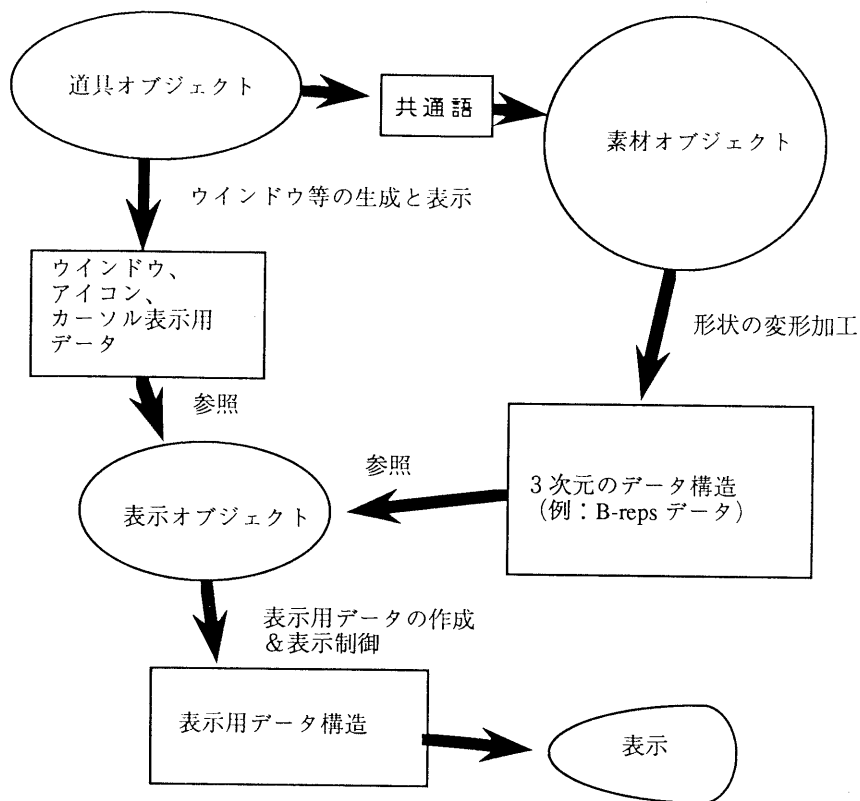 道具オブジェクト
共通語
素材オブジェクト
ウインドウ等の生成と表示
ウインドウ、
アイコン、
カーソル表示用
データ
形状の変形加工
参照
参照
3次元のデータ構造
（例：B-reps データ）
表示オブジェクト
表示用データの作成
＆表示制御
表示用データ構造
表示